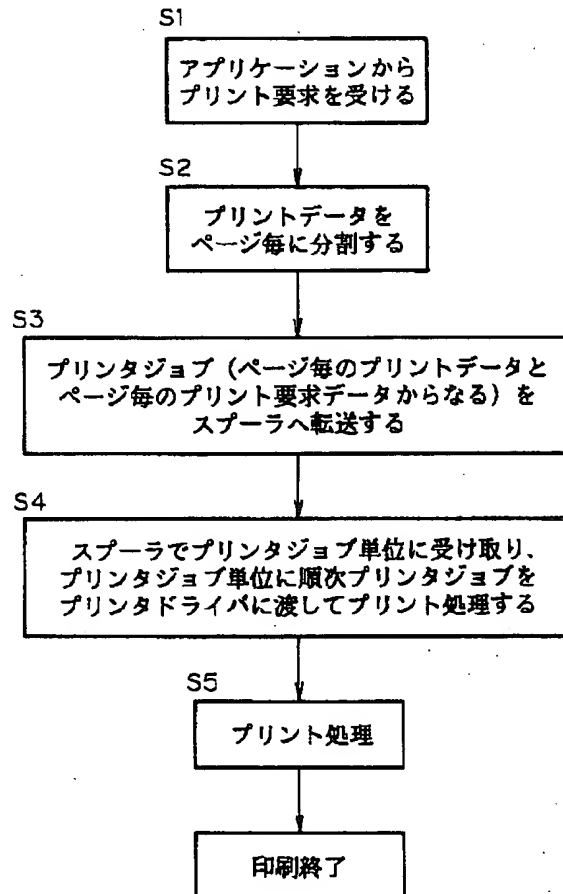 S1
アプリケーションから
プリント要求を受ける
S2
プリントデータを
ページ毎に分割する
S3
プリンタジョブ(ページ毎のプリントデータと
ページ毎のプリント要求データからなる)を
スプーラへ転送する
S4
スプーラでプリンタジョブ単位に受け取り、
プリンタジョブ単位に順次プリンタジョブを
プリンタドライバに渡してプリント処理する
S5
プリント処理
印刷終了